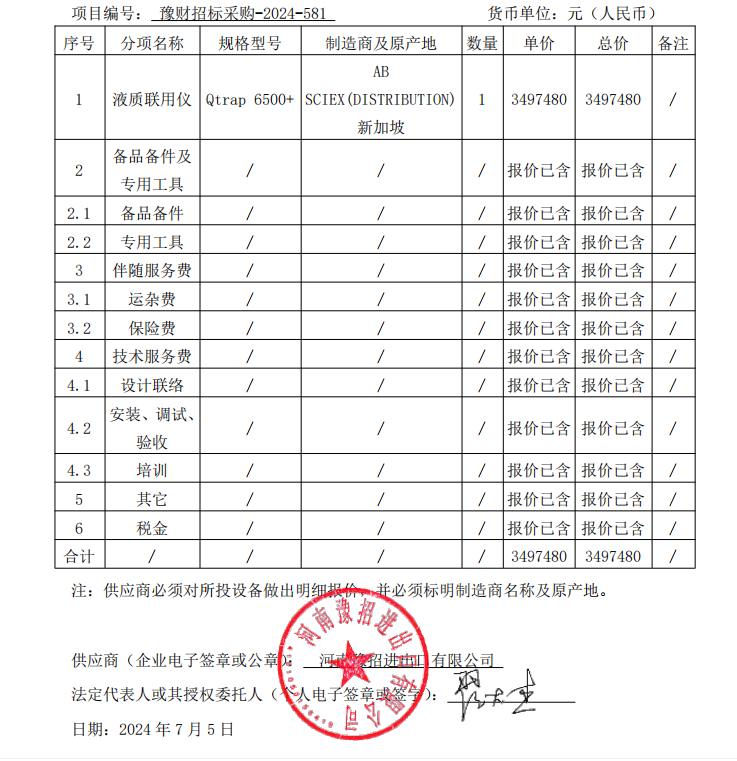 项目编号： 豫财招标采购-2024-581 货币单位：元（人民币）
序号 分项名称 规格型号 制造商及原产地 数量 单价 总价 备注
1 液质联用仪 Qtrap 6500+ AB SCIEX(DISTRIBUTION) 新加坡 1 3497480 3497480 /
2 备品备件及专用工具 / / / 报价已含 报价已含 /
2.1 备品备件 / / / 报价已含 报价已含 /
2.2 专用工具 / / / 报价已含 报价已含 /
3 伴随服务费 / / / 报价已含 报价已含 /
3.1 运杂费 / / / 报价已含 报价已含 /
3.2 保险费 / / / 报价已含 报价已含 /
4 技术服务费 / / / 报价已含 报价已含 /
4.1 设计联络 / / / 报价已含 报价已含 /
4.2 安装、调试、验收 / / / 报价已含 报价已含 /
4.3 培训 / / / 报价已含 报价已含 /
5 其它 / / / 报价已含 报价已含 /
6 税金 / / / 报价已含 报价已含 /
合计 / / / / 3497480 3497480 /
注：供应商必须对所投设备做出明细报价，并必须标明制造商名称及原产地。
供应商（企业电子签章或公章）： 河南豫招进出口有限公司
法定代表人或其授权委托人（个人电子签章或签字）：
日期：2024 年 7 月 5 日
河南豫招进出口有限公司